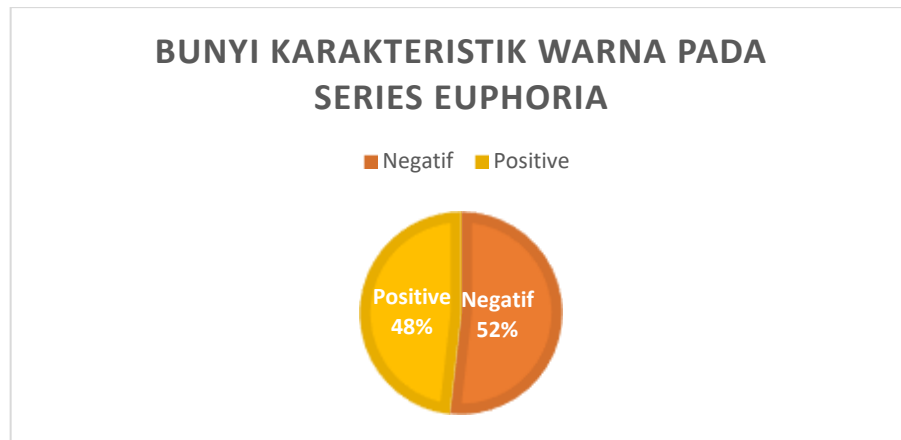 BUNYI KARAKTERISTIK WARNA PADA
SERIES EUPHORIA
Negatif Positive
Positive
48%
Negatif
52%